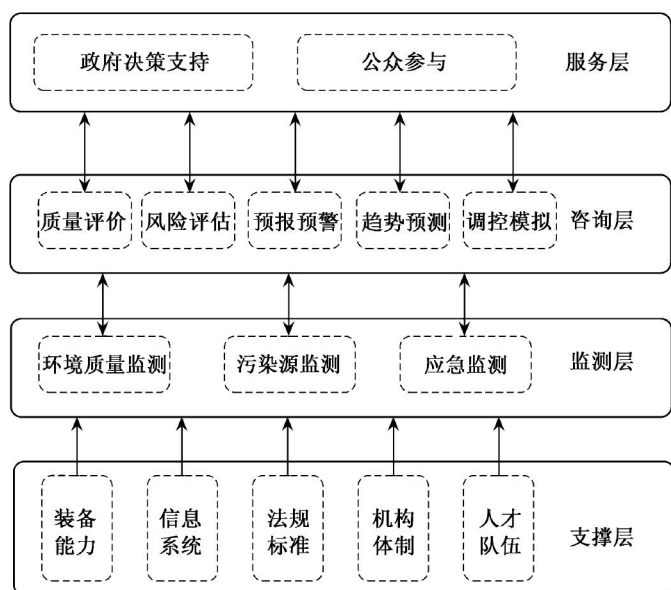 政府决策支持 公众参与 服务层
质量评价 风险评估 预报预警 趋势预测 调控模拟 咨询层
环境质量监测 污染源监测 应急监测 监测层
装备 信息 法规 机构 人才
能力 系统 标准 体制 队伍 支撑层